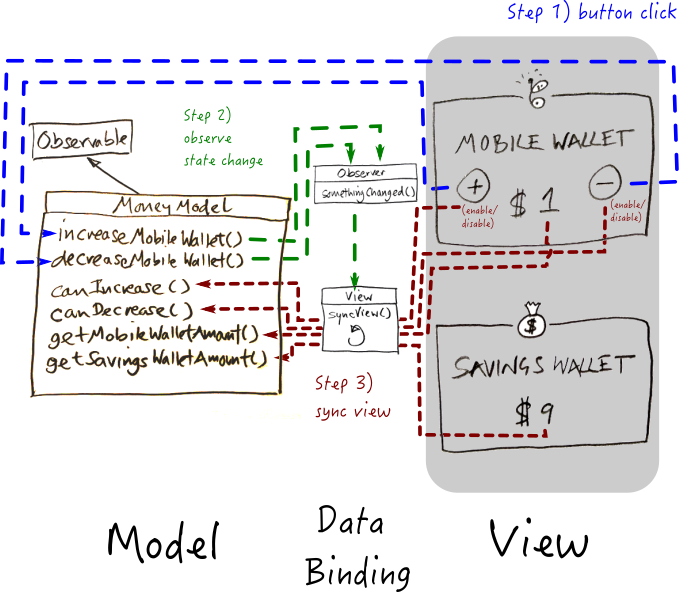 Step 1) button click
Step 2)
observe
state change
Observable
MoneyModel
increaseMobileWallet()
decreaseMobileWallet()
canIncrease()
canDecrease()
getMobileWalletAmount()
getSavingsWalletAmount()
Observer
somethingChanged()
View
syncView()
Step 3)
sync view
MOBILE WALLET
+
$ 1
-
(enable/
disable)
(enable/
disable)
$
SAVINGS WALLET
$ 9
Model
Data
Binding
View